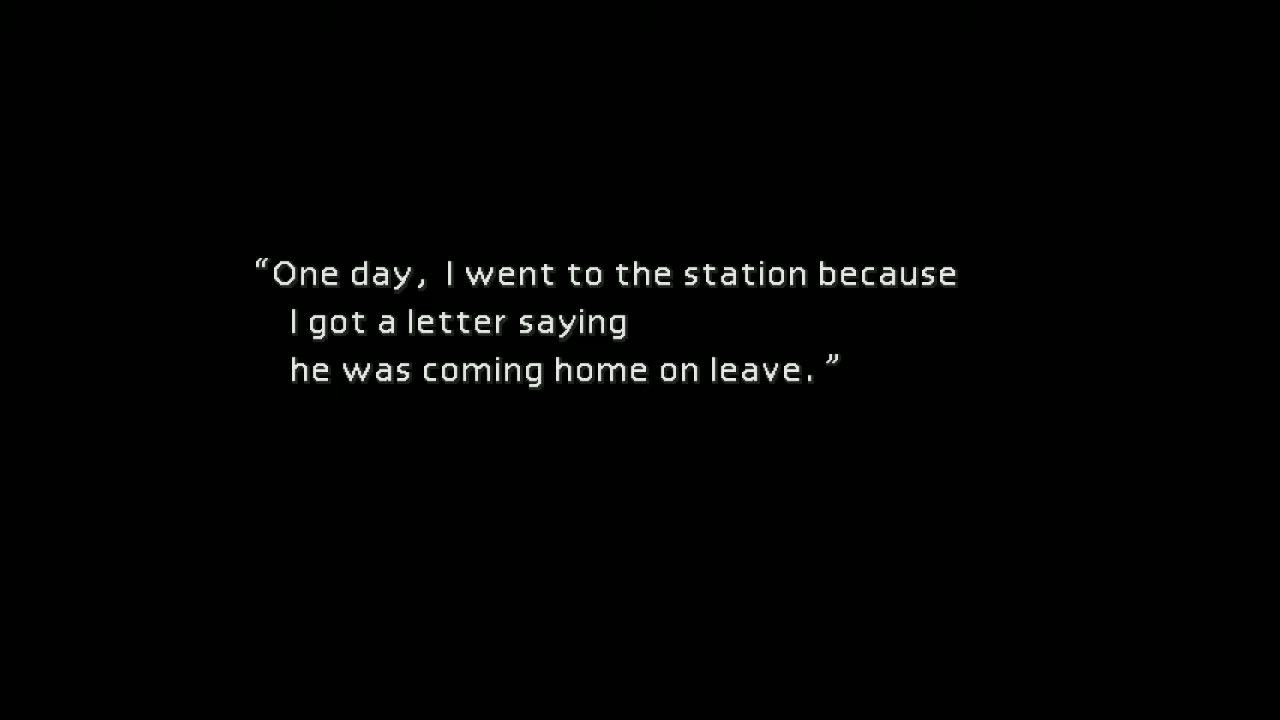 “One day, I went to the station because
I got a letter saying
he was coming home on leave.”